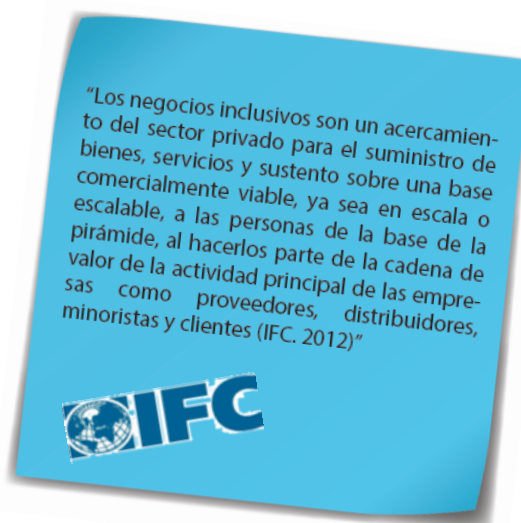 “Los negocios inclusivos son un acercamien-
to del sector privado para el suministro de
bienes, servicios y sustento sobre una base
comercialmente viable, ya sea en escala o
escalable, a las personas de la base de la
pirámide, al hacerlos parte de la cadena de
valor de la actividad principal de las empre-
sas como proveedores, distribuidores,
minoristas y clientes (IFC. 2012)”
IFC